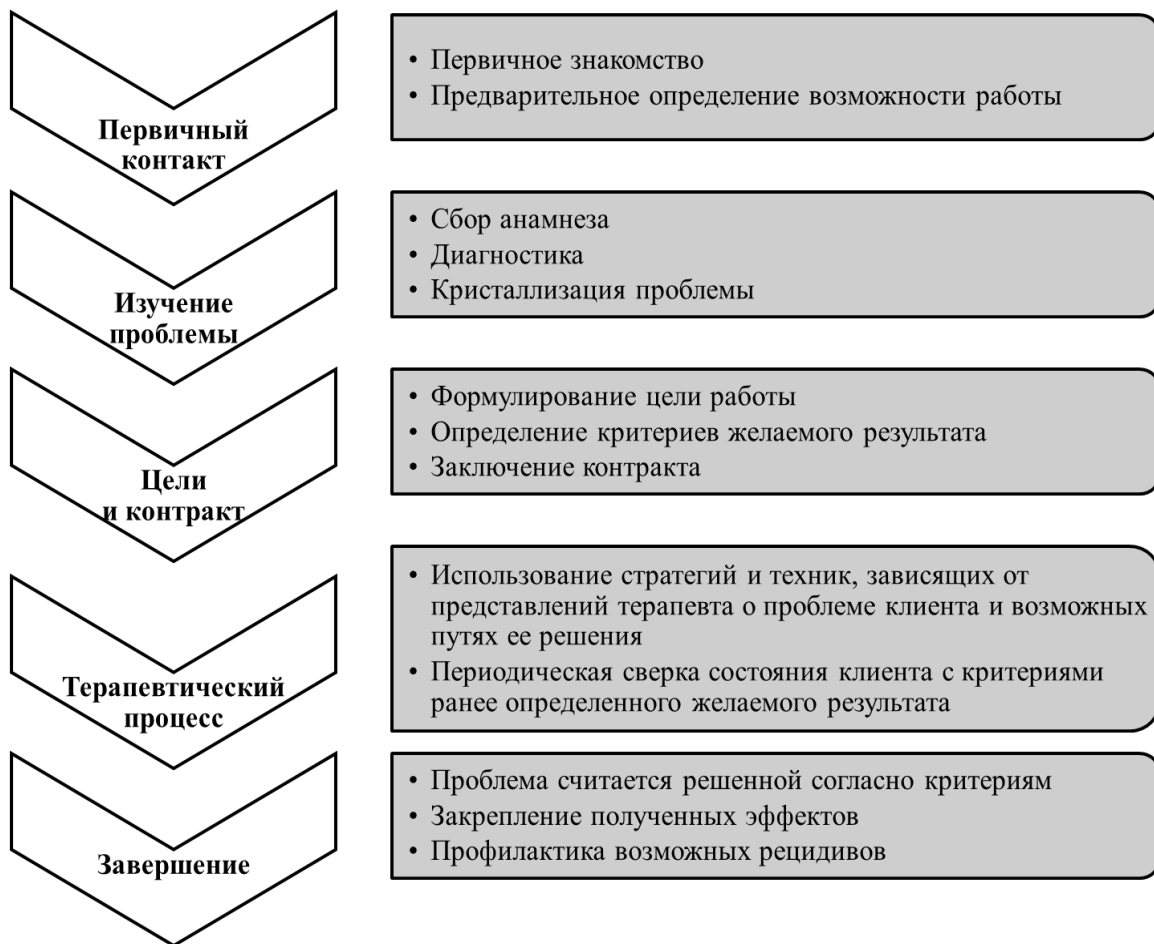 Первичный
контакт
• Первичное знакомство
• Предварительное определение возможности работы
Изучение
проблемы
• Сбор анамнеза
• Диагностика
• Кристаллизация проблемы
Цели
и контракт
• Формулирование цели работы
• Определение критериев желаемого результата
• Заключение контракта
Терапевтический
процесс
• Использование стратегий и техник, зависящих от
представлений терапевта о проблеме клиента и возможных
путях ее решения
• Периодическая сверка состояния клиента с критериями
ранее определенного желаемого результата
Завершение
• Проблема считается решенной согласно критериям
• Закрепление полученных эффектов
• Профилактика возможных рецидивов